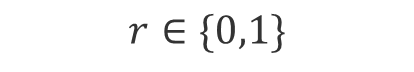 r ∈ {0,1}